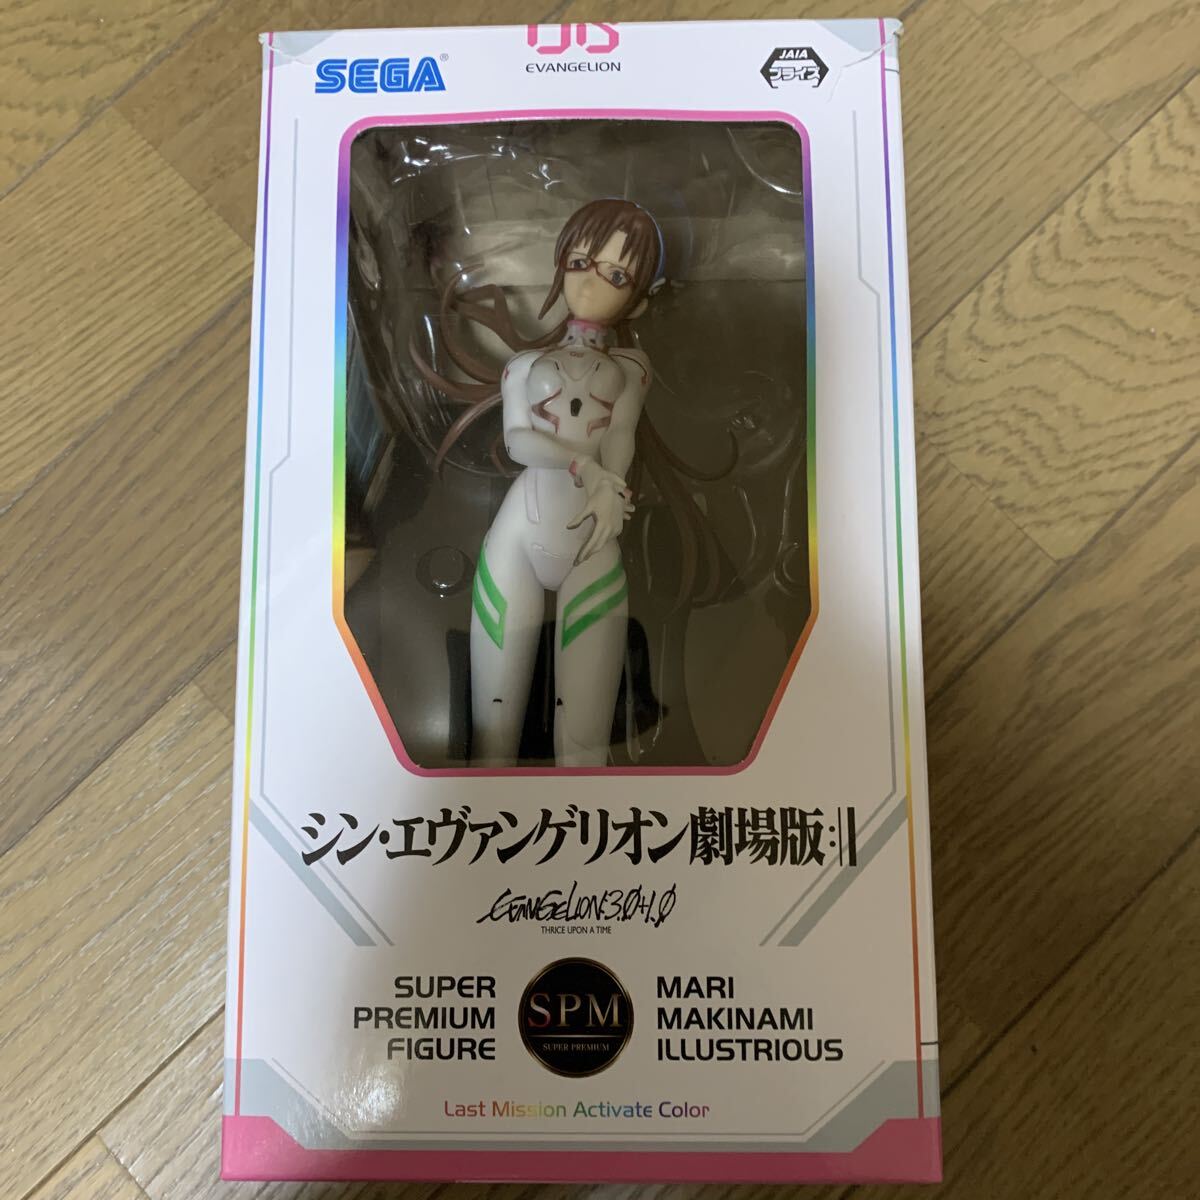 SEGA®
08
EVANGELION
JAIA
プライズ
シン・エヴァンゲリオン劇場版:||
EVANGELION:3.0+1.0
THRICE UPON A TIME
SUPER
PREMIUM
FIGURE
SPM
SUPER PREMIUM
MARI
MAKINAMI
ILLUSTRIOUS
Last Mission Activate Color